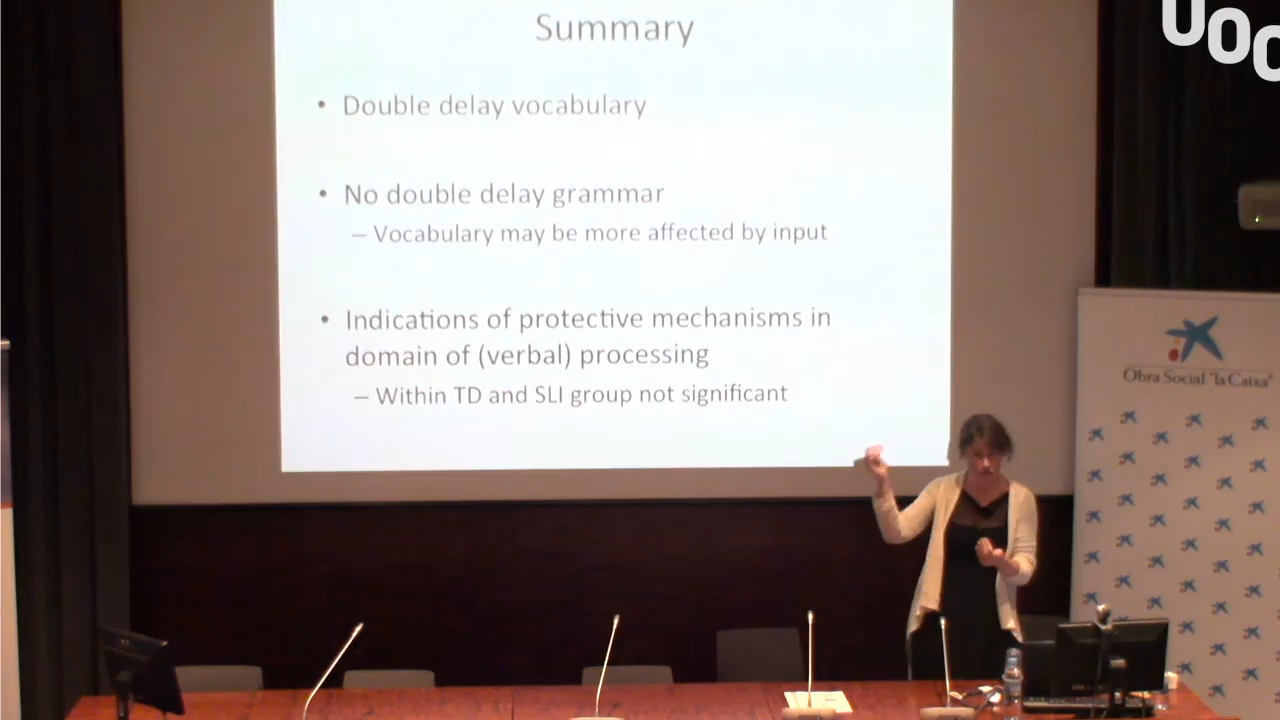 Summary
UOC
• Double delay vocabulary
• No double delay grammar
– Vocabulary may be more affected by input
• Indications of protective mechanisms in
domain of (verbal) processing
– Within TD and SLI group not significant
Obra Social "la Caixa"